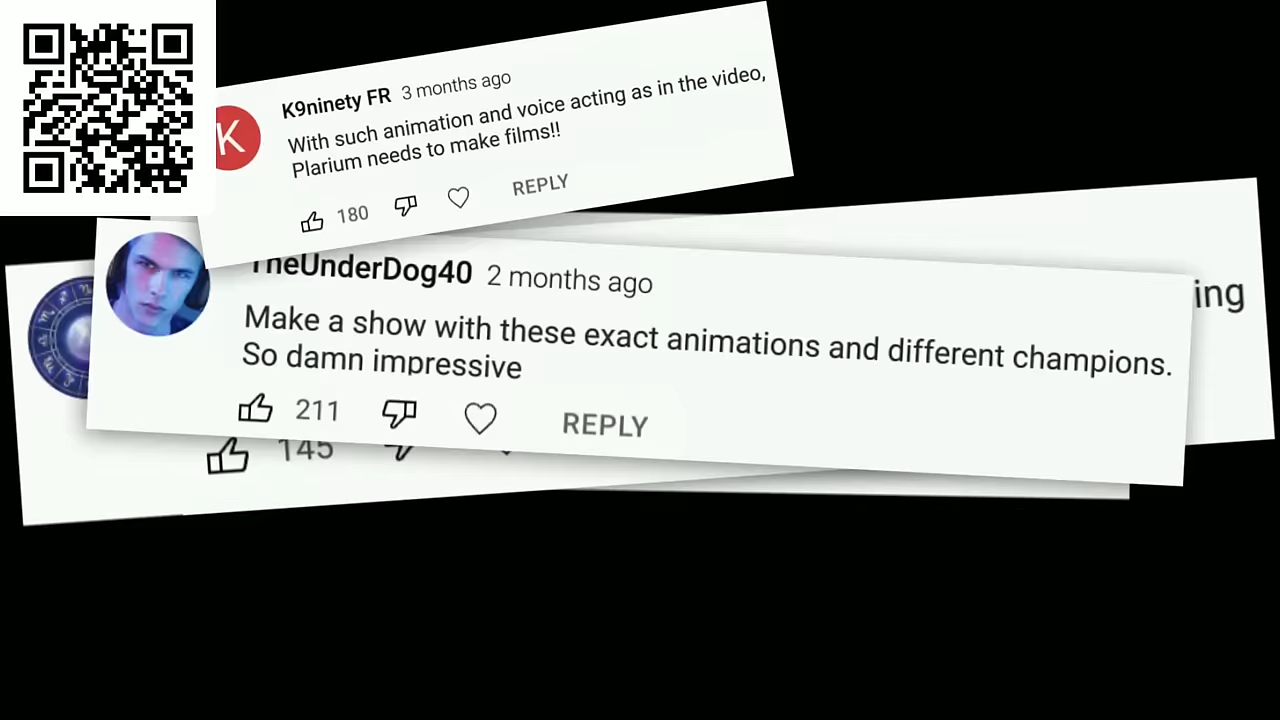 K9ninety FR 3 months ago
With such animation and voice acting as in the video,
Plarium needs to make films!!
180 REPLY
TheUnderDog40 2 months ago
ing
Make a show with these exact animations and different champions.
So damn impressive
211 REPLY
145
K